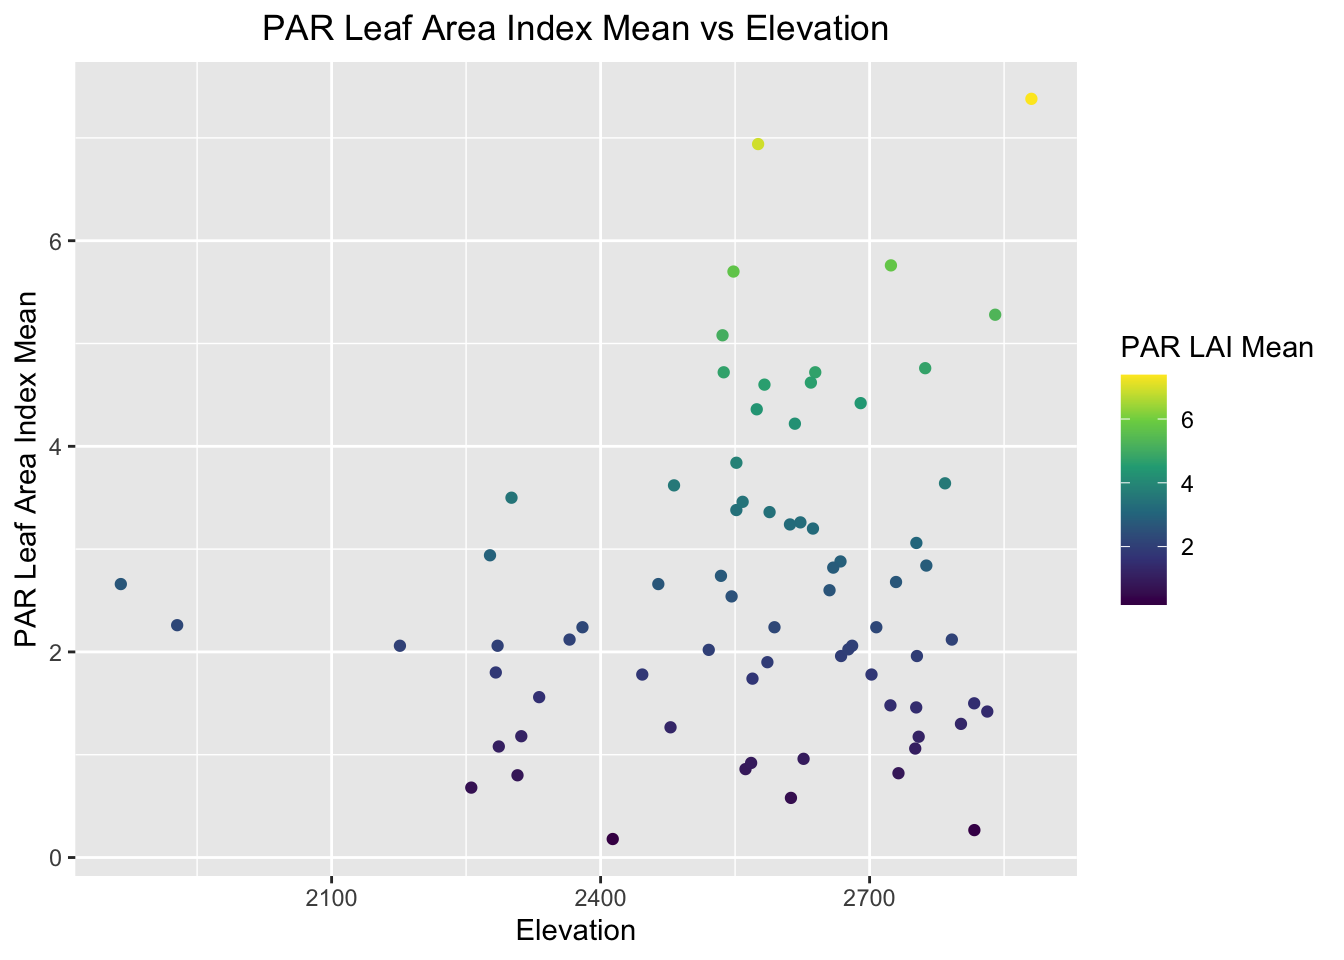 PAR Leaf Area Index Mean vs Elevation
PAR Leaf Area Index Mean
6
4
2
0
2100 2400 2700
Elevation
PAR LAI Mean
6
4
2